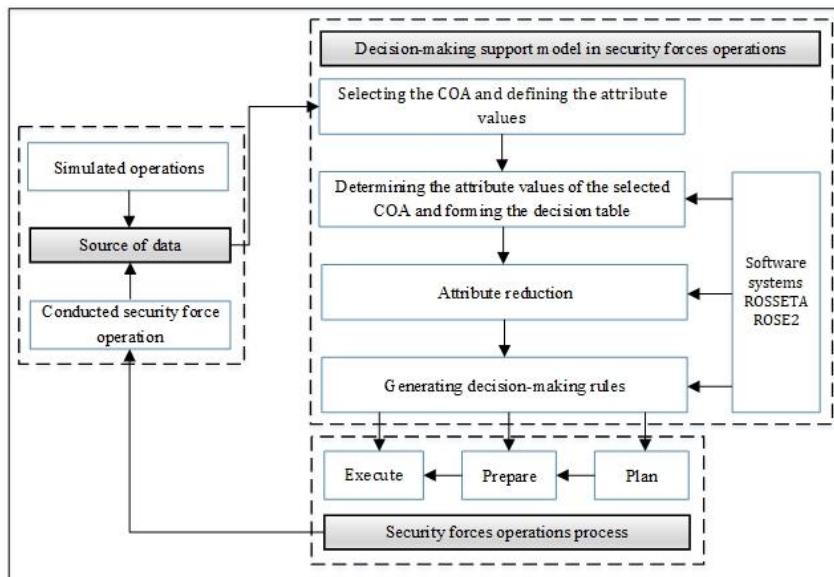 Decision-making support model in security forces operations
Selecting the COA and defining the attribute
values
Simulated operations
Determining the attribute values of the selected
COA and forming the decision table
Source of data
Software
systems
ROSSETA
ROSE2
Attribute reduction
Conducted security force
operation
Generating decision-making rules
Execute
Prepare
Plan
Security forces operations process